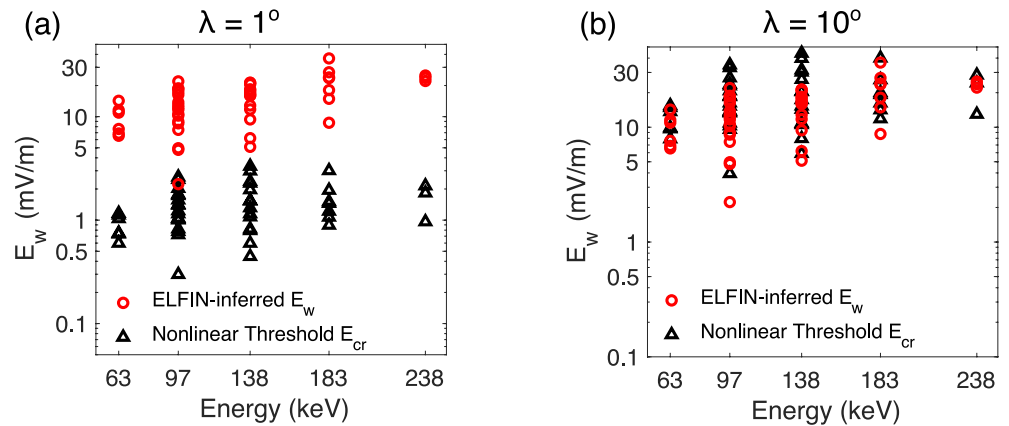 (a)
λ = 1°
30
10
5
1
0.5
0.1
E_w (mV/m)
ELFIN-inferred E_w
Nonlinear Threshold E_cr
63 97 138 183 238
Energy (keV)
(b)
λ = 10°
30
10
5
1
0.5
0.1
E_w (mV/m)
ELFIN-inferred E_w
Nonlinear Threshold E_cr
63 97 138 183 238
Energy (keV)